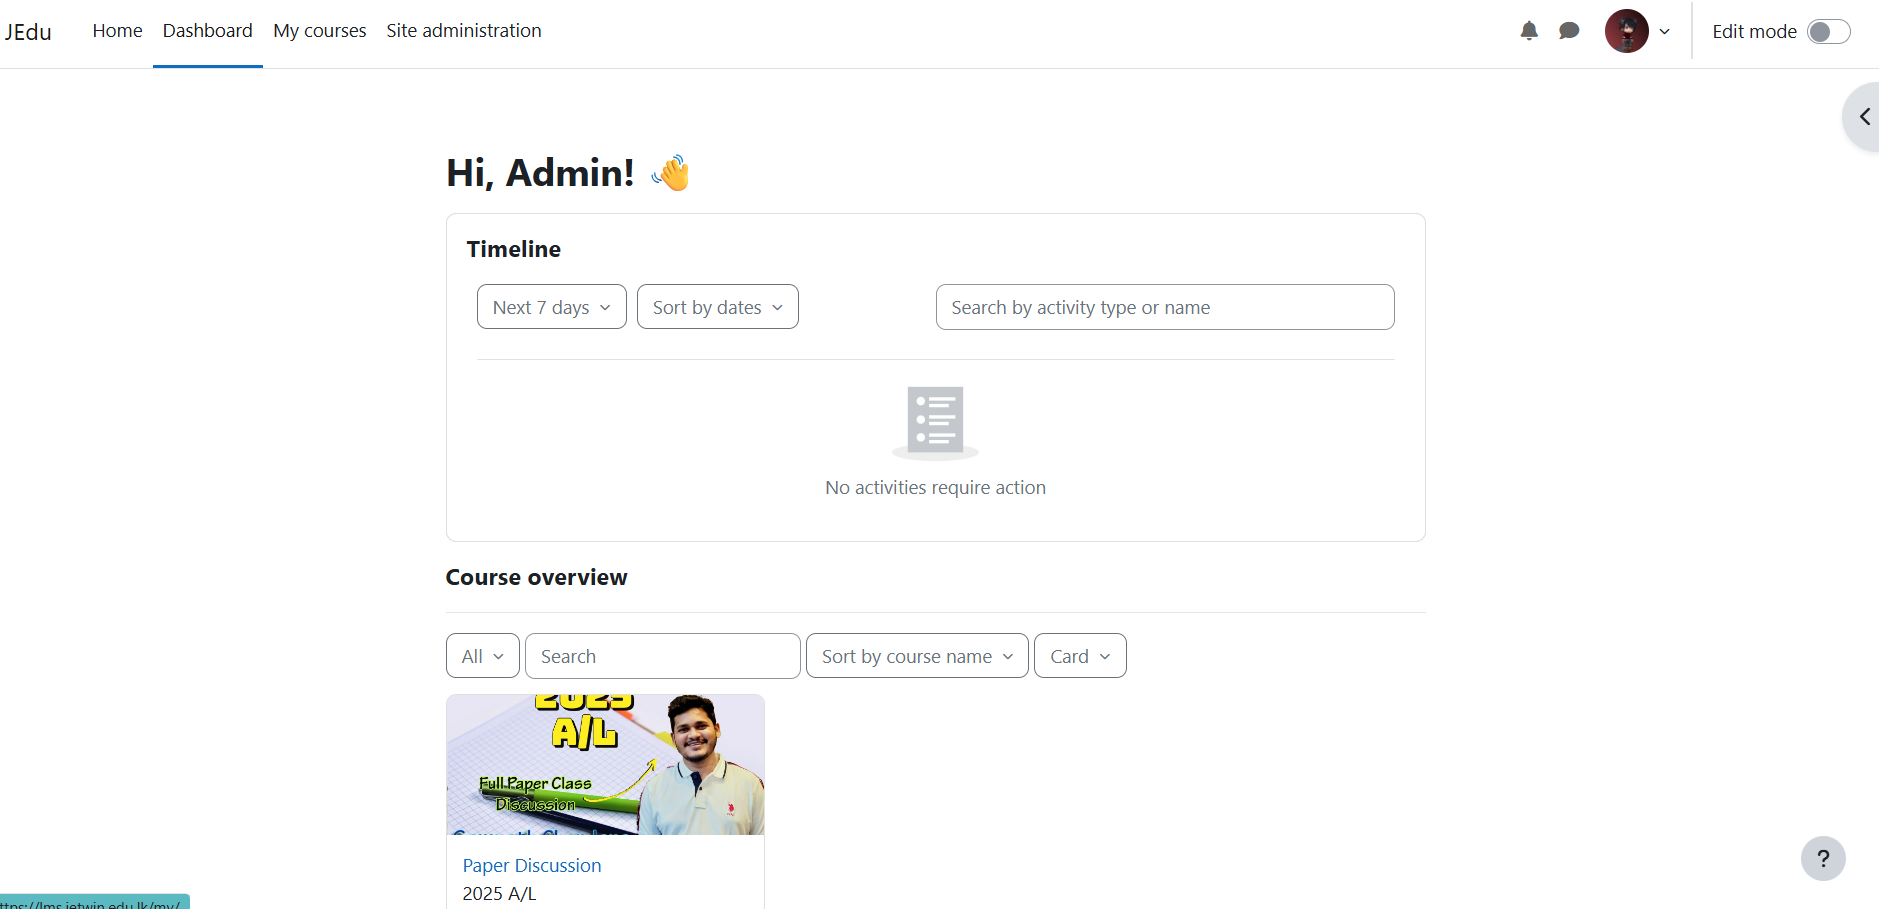 JEdu
Home Dashboard My courses Site administration
Edit mode
Hi, Admin! 👋
Timeline
Next 7 days Sort by dates Search by activity type or name
No activities require action
Course overview
All Search Sort by course name Card
2025
A/L
Full Paper Class
Discussion
Paper Discussion
2025 A/L
?
ttps://lms.jetwin.edu.lk/my/